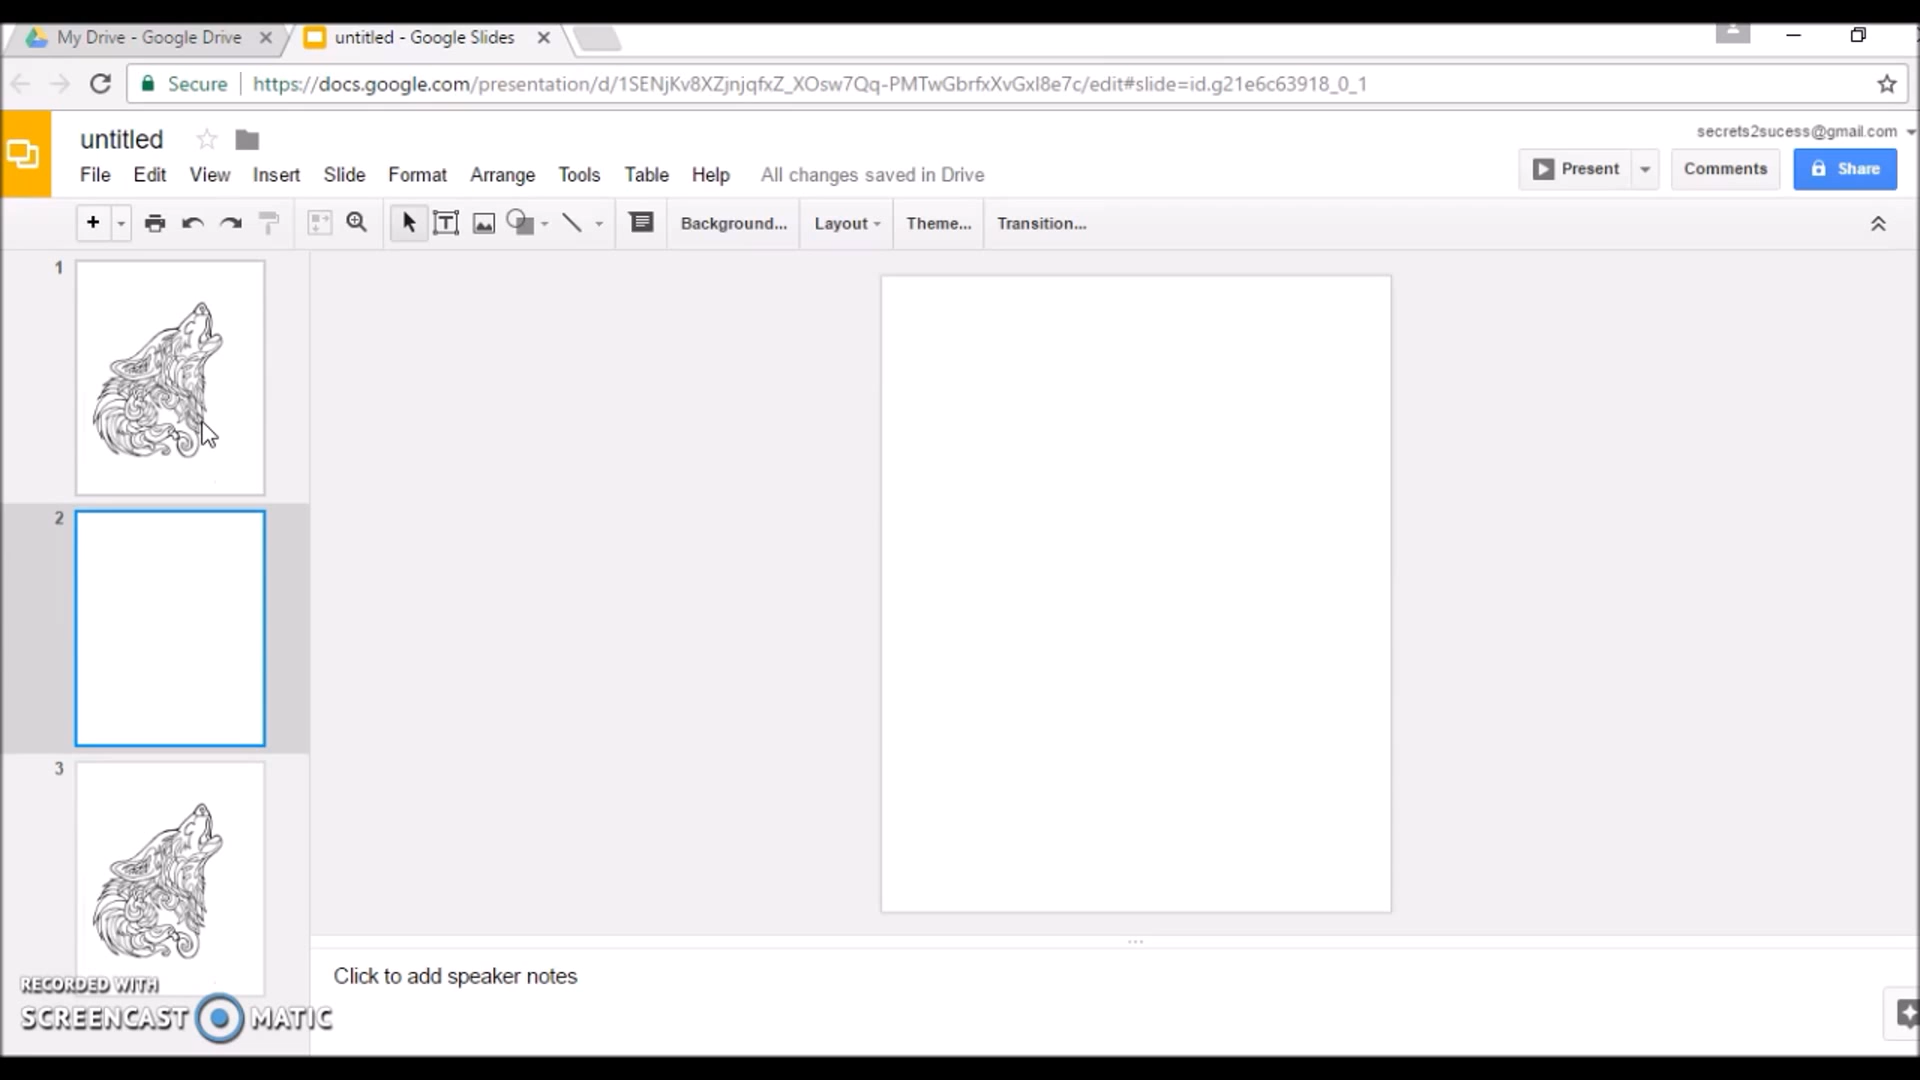 My Drive - Google Drive
untitled - Google Slides
Secure
https://docs.google.com/presentation/d/1SENjKv8XZjnjqfxZ_XOsw7Qq-PMTwGbrfxXvGxl8e7c/edit#slide=id.g21e6c63918_0_1
untitled
secrets2sucess@gmail.com
File Edit View Insert Slide Format Arrange Tools Table Help All changes saved in Drive
Present Comments Share
Background... Layout Theme... Transition...
1
2
3
Click to add speaker notes
RECORDED WITH
SCREENCAST MATIC